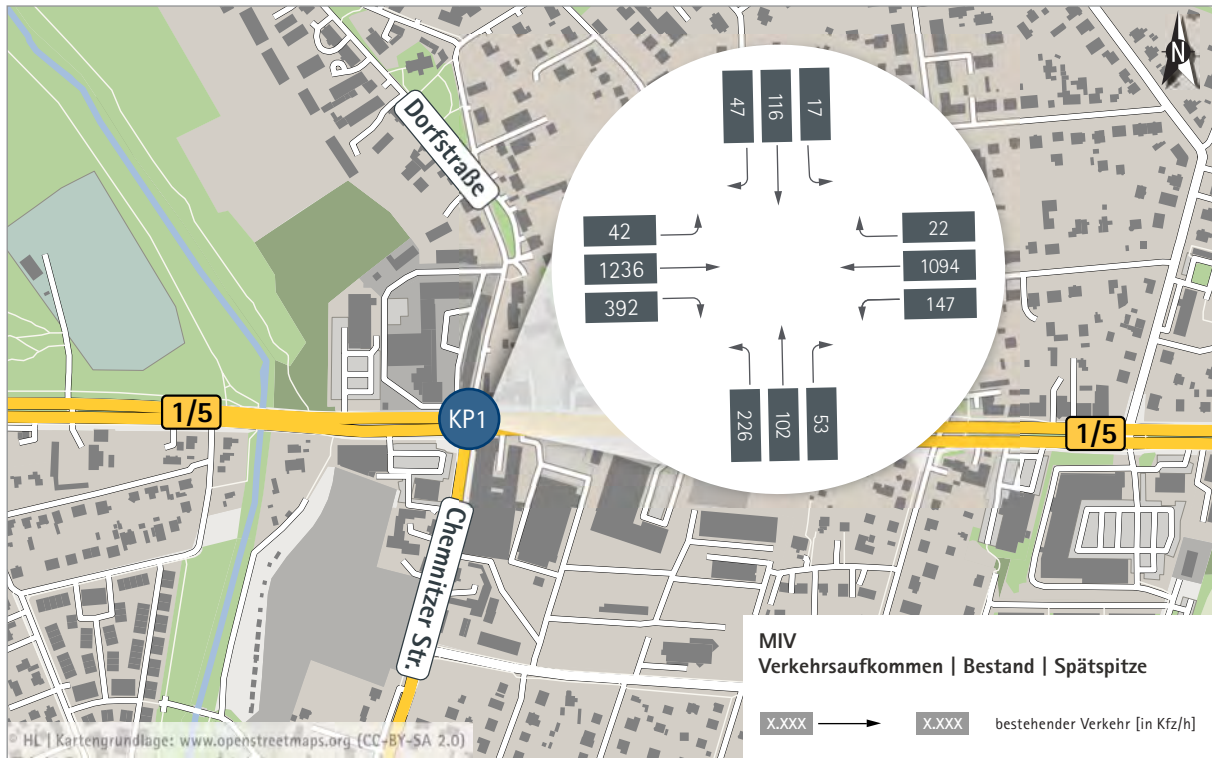 N
Dorfstraße
47
116
17
42
1236
392
22
1094
147
226
102
53
1/5
KP1
1/5
Chemnitzer Str.
MIV
Verkehrsaufkommen | Bestand | Spätspitze
X.XXX X.XXX bestehender Verkehr [in Kfz/h]
© HL | Kartengrundlage: www.openstreetmaps.org (CC-BY-SA 2.0)